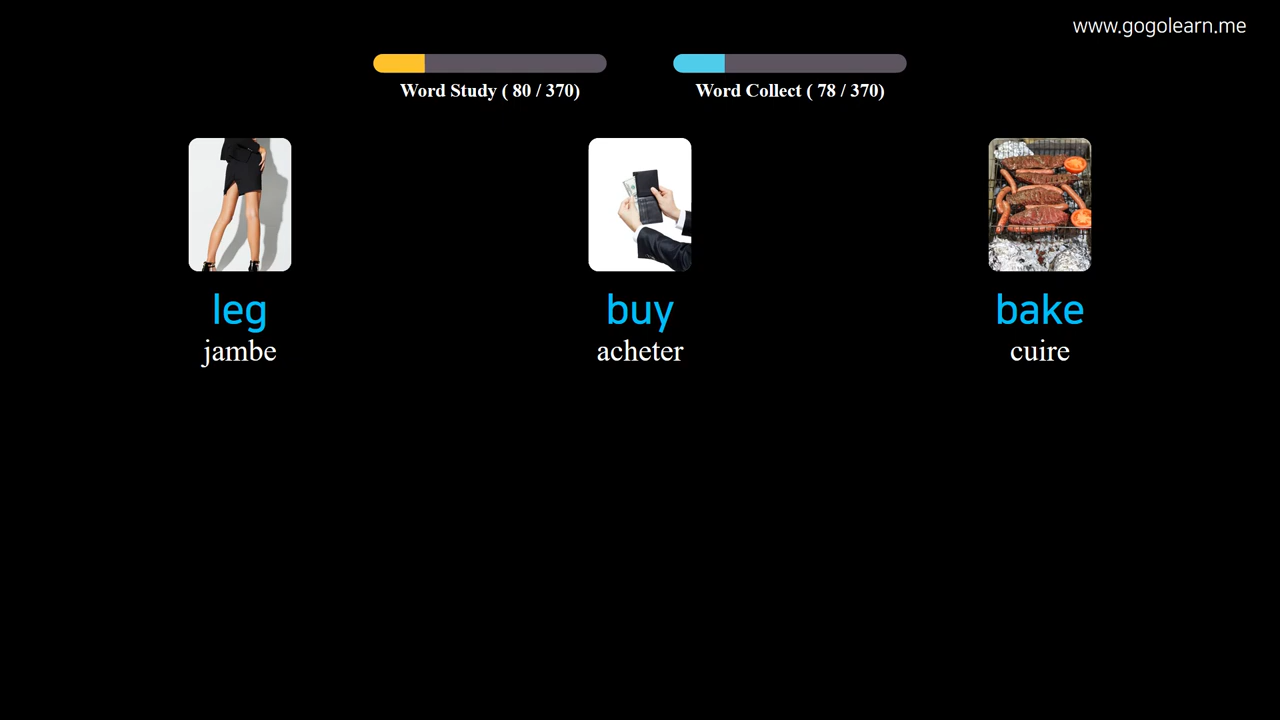 www.gogolearn.me
Word Study ( 80 / 370)
Word Collect ( 78 / 370)
leg
jambe
buy
acheter
bake
cuire